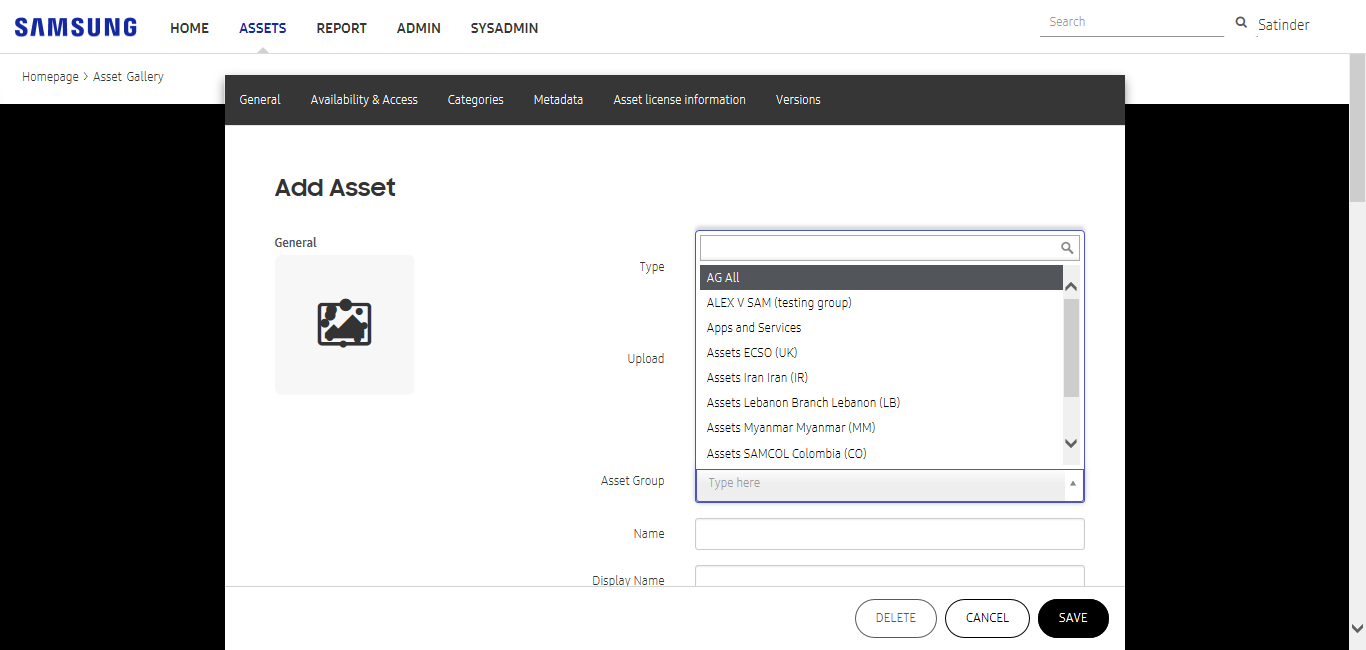 SAMSUNG HOME ASSETS REPORT ADMIN SYSADMIN Search Satinder
Homepage > Asset Gallery
General Availability & Access Categories Metadata Asset license information Versions
Add Asset
General
Type
AG All
ALEX V SAM (testing group)
Apps and Services
Upload
Assets ECSO (UK)
Assets Iran Iran (IR)
Assets Lebanon Branch Lebanon (LB)
Assets Myanmar Myanmar (MM)
Assets SAMCOL Colombia (CO)
Asset Group Type here
Name
Display Name
DELETE CANCEL SAVE